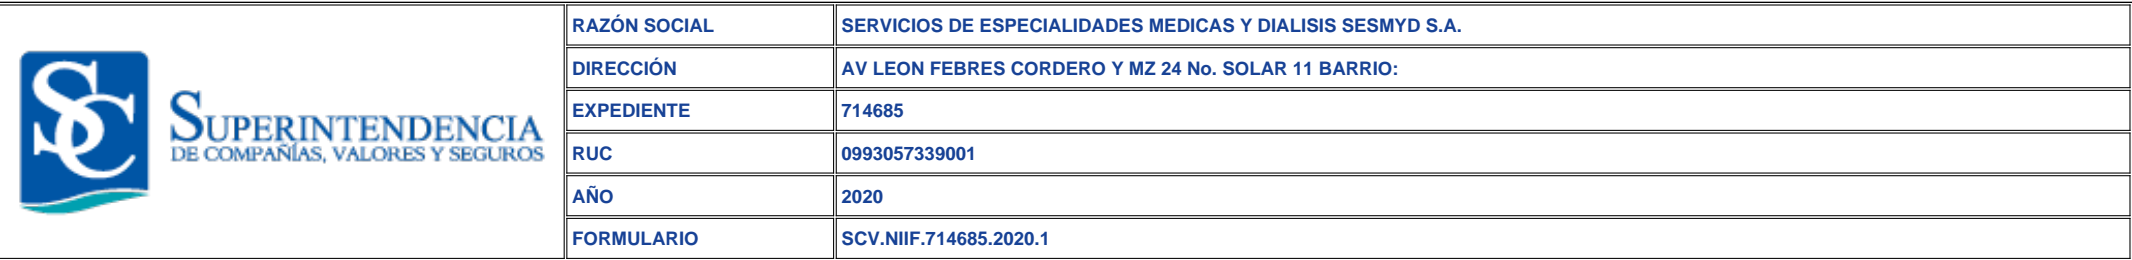 SC
SUPERINTENDENCIA
DE COMPAÑÍAS, VALORES Y SEGUROS
RAZÓN SOCIAL SERVICIOS DE ESPECIALIDADES MEDICAS Y DIALISIS SESMYD S.A.
DIRECCIÓN AV LEON FEBRES CORDERO Y MZ 24 No. SOLAR 11 BARRIO:
EXPEDIENTE 714685
RUC 0993057339001
AÑO 2020
FORMULARIO SCV.NIIF.714685.2020.1